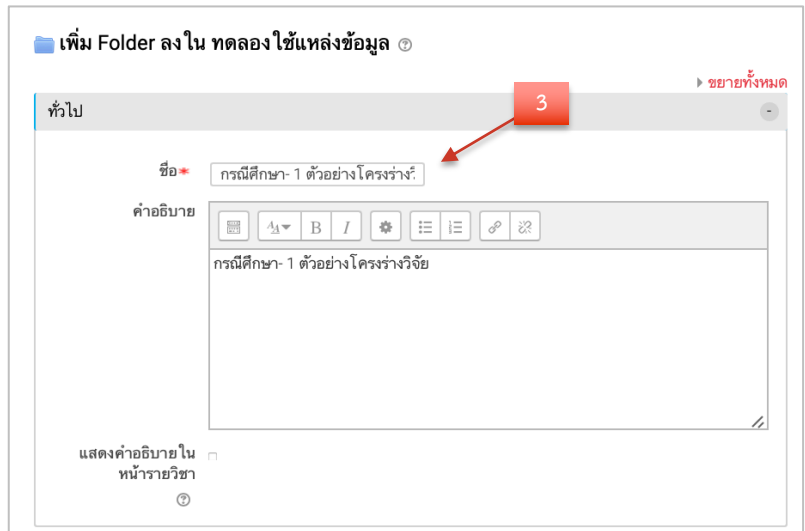 เพิ่ม Folder ลงใน ทดลองใช้แหล่งข้อมูล
ขยายทั้งหมด
ทั่วไป
3
ชื่อ*
กรณีศึกษา- 1 ตัวอย่างโครงร่าง
คำอธิบาย
B I
กรณีศึกษา- 1 ตัวอย่างโครงร่างวิจัย
แสดงคำอธิบายใน
หน้ารายวิชา